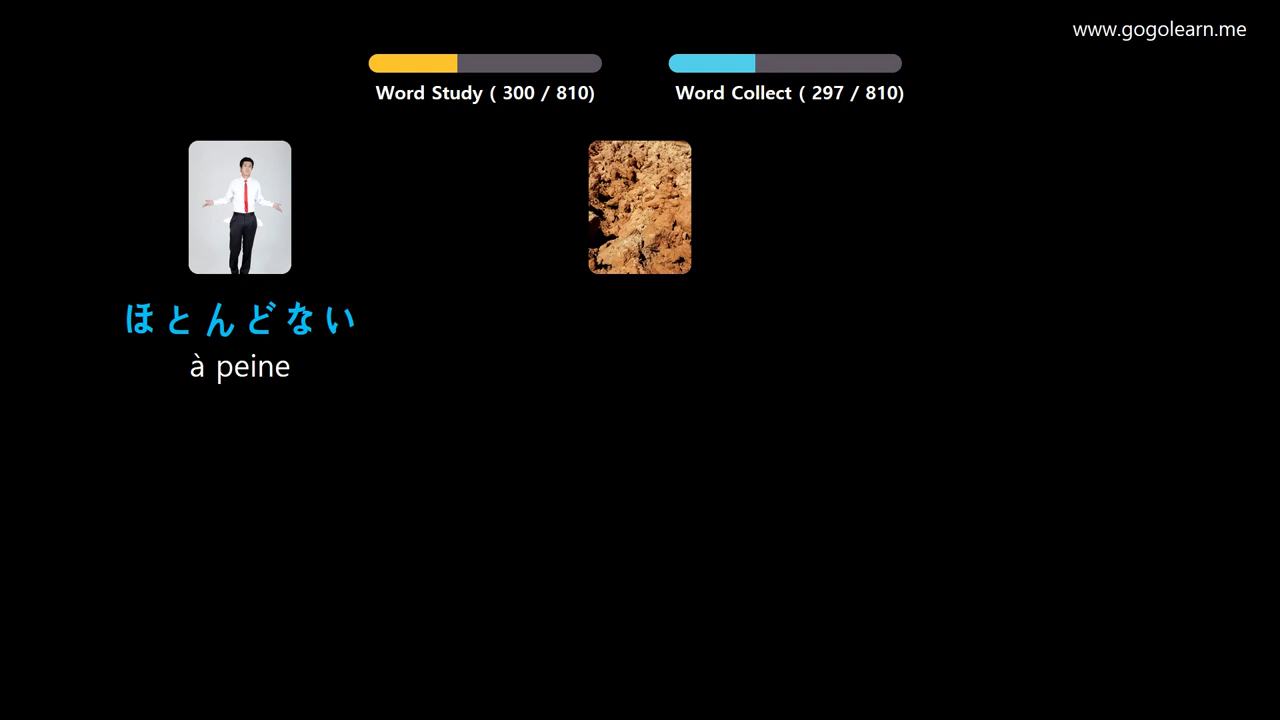 www.gogolearn.me
Word Study ( 300 / 810)
Word Collect ( 297 / 810)
ほとんどない
à peine